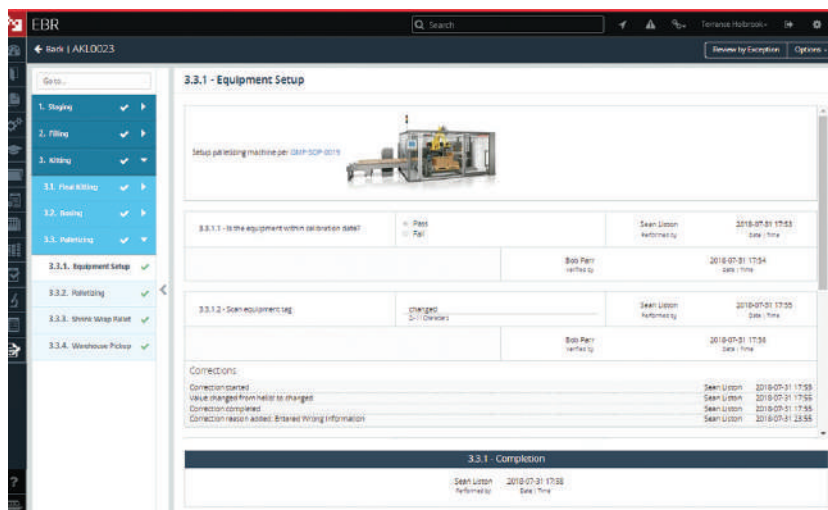 EBR
Search
Terrance Holbrook
Back | AKL0023
Review by Exception
Options
Go to...
3.3.1 - Equipment Setup
1. Staging
2. Filling
3. Kitting
3.1. Final Kitting
3.2. Boxing
3.3. Palletizing
3.3.1. Equipment Setup
3.3.2. Palletizing
3.3.3. Shrink Wrap Pallet
3.3.4. Warehouse Pickup
Setup palletizing machine per GMP-SOP-0019
3.3.1.1 - Is the equipment within calibration date?
Pass
Fail
Sean Liston
Performed by
2018-07-31 17:53
Date | Time
Bob Parr
Verified by
2018-07-31 17:54
Date | Time
3.3.1.2 - Scan equipment tag
changed
Characters
Sean Liston
Performed by
2018-07-31 17:55
Date | Time
Bob Parr
Verified by
2018-07-31 17:56
Date | Time
Corrections
Correction started Sean Liston 2018-07-31 17:55
Value changed from hello! to changed Sean Liston 2018-07-31 17:55
Correction completed Sean Liston 2018-07-31 17:55
Correction reason added: Entered Wrong Information Sean Liston 2018-07-31 23:55
3.3.1 - Completion
Sean Liston
Performed by
2018-07-31 17:58
Date | Time